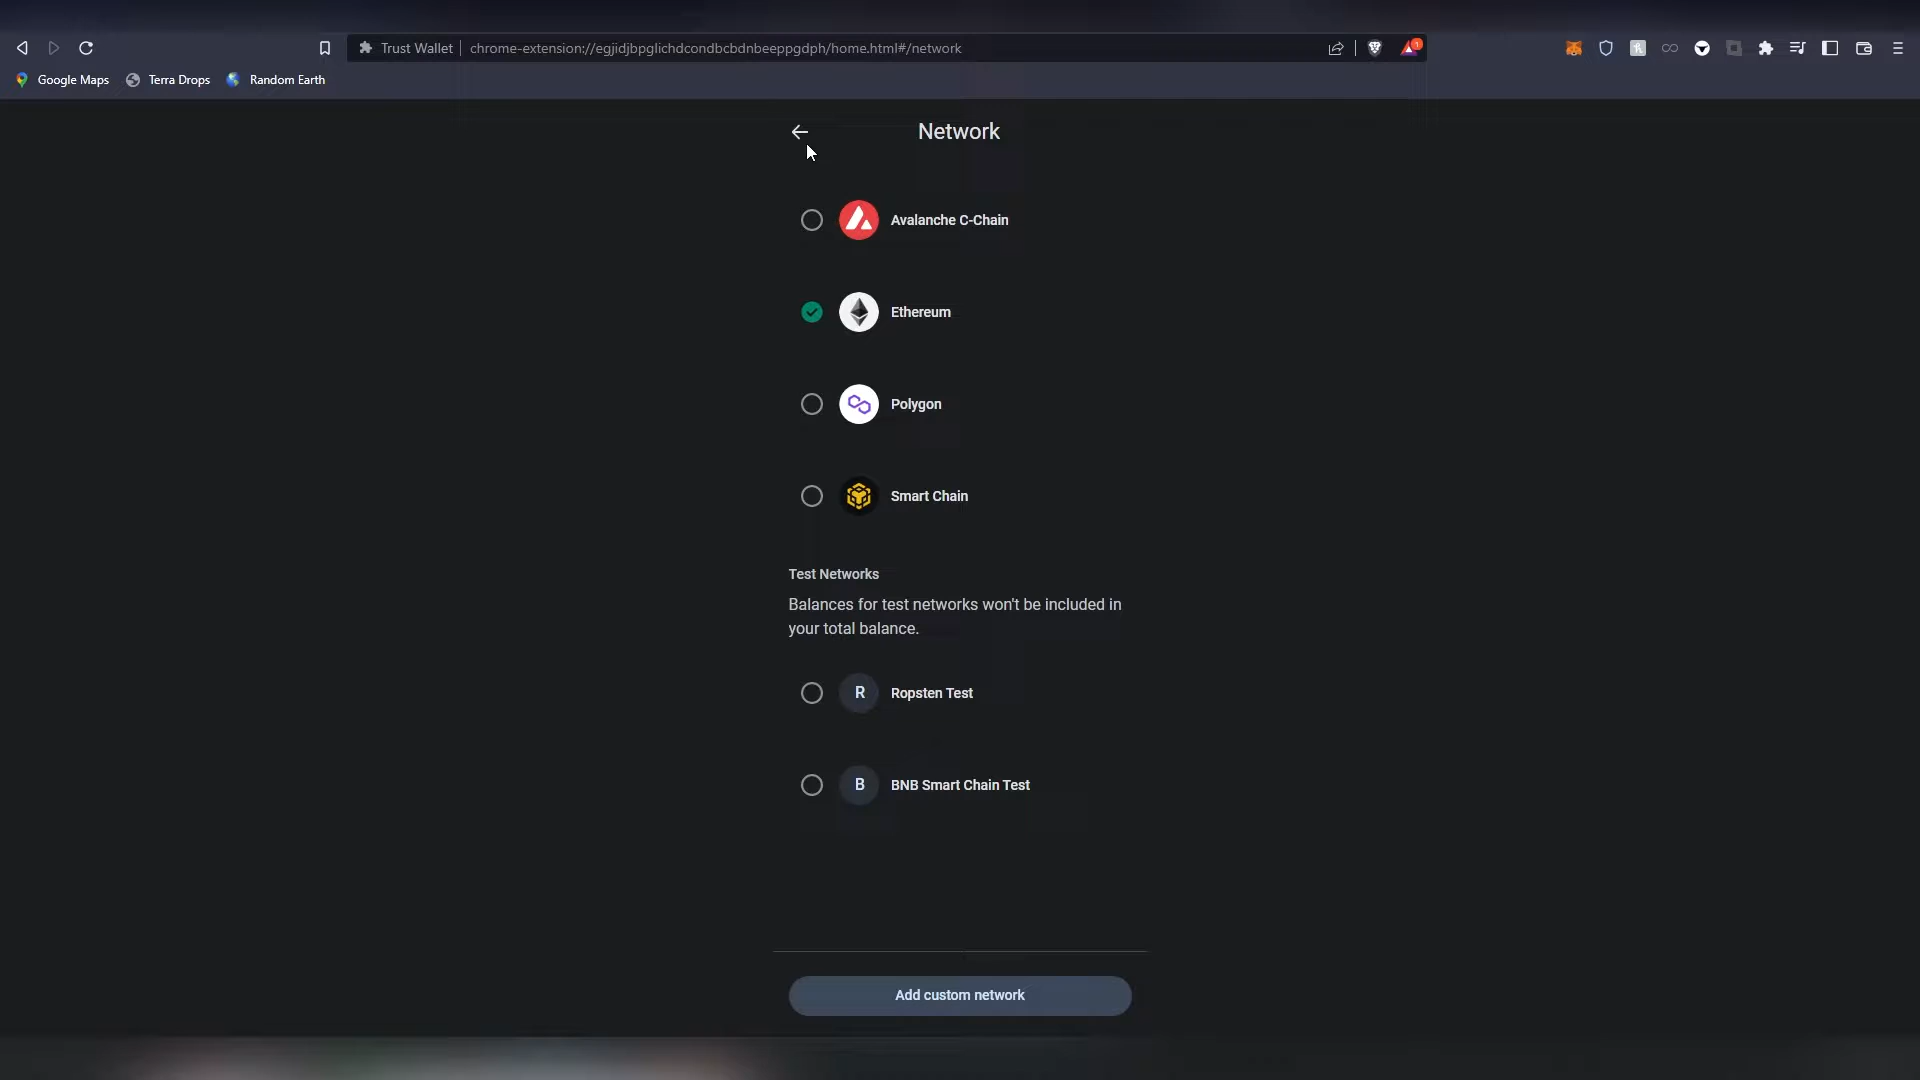 Trust Wallet
chrome-extension://egjidjbpglichdcondbcbdnbeeppgdph/home.html#/network
1
Google Maps
Terra Drops
Random Earth
Network
Avalanche C-Chain
Ethereum
Polygon
Smart Chain
Test Networks
Balances for test networks won't be included in
your total balance.
R
Ropsten Test
B
BNB Smart Chain Test
Add custom network